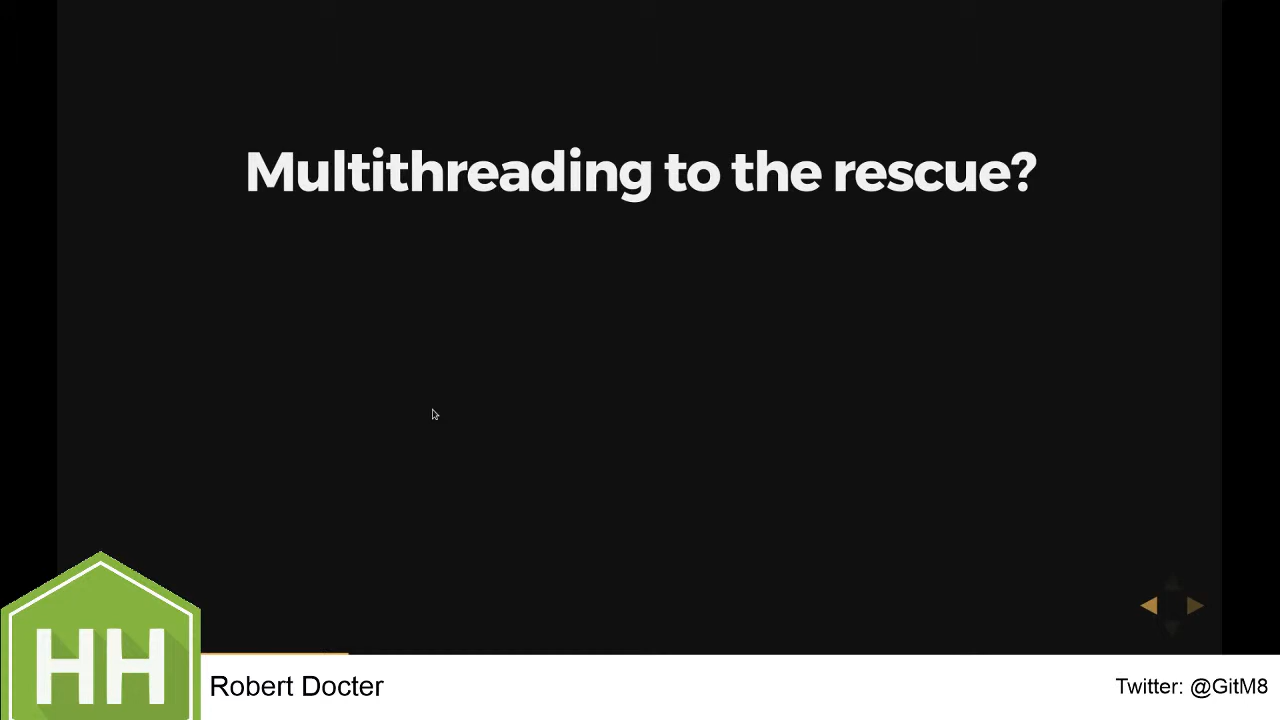 Multithreading to the rescue?
HH
Robert Docter
Twitter: @GitM8